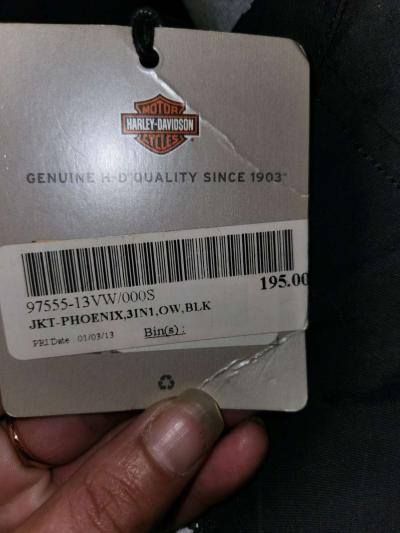 MOTOR
HARLEY-DAVIDSON
CYCLES
GENUINE H-D QUALITY SINCE 1903™
195.00
97555-13VW/000S
JKT-PHOENIX,3IN1,OW,BLK
PRI Date : 01/03/13 Bin(s) :